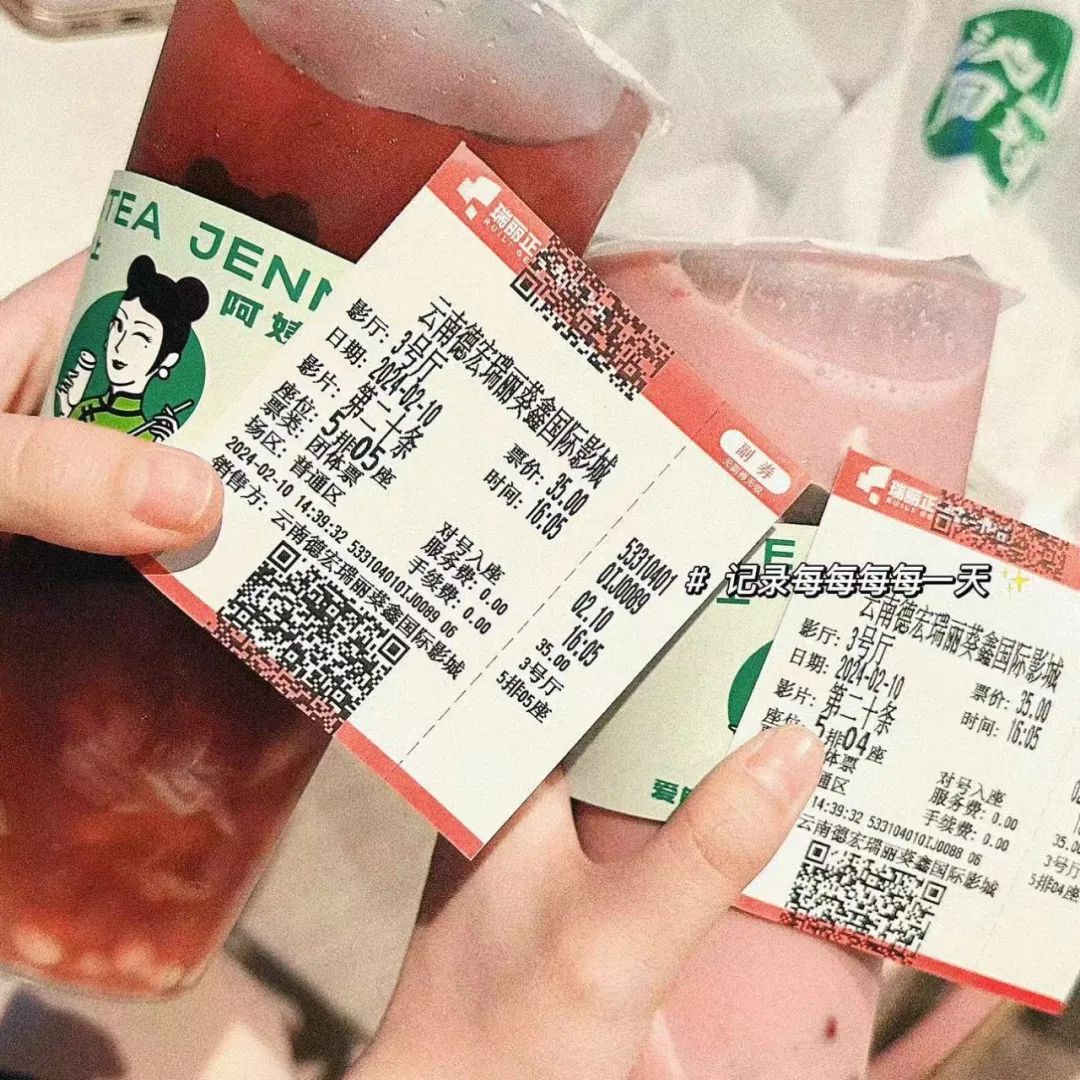 TEA JENN
阿嬌
瑞丽正
云南德宏瑞丽葵鑫国际影城
影厅: 3号厅
日期: 2024-02-10
票价: 35.00
影片: 第二十条
时间: 16:05
座位: 5排05座
票类: 团体票
对号入座
场区: 普通区
服务费: 0.00
2024-02-10 14:39:32 533104010IJ0089 06
手续费: 0.00
销售方: 云南德宏瑞丽葵鑫国际影城
副 券
53310401
0IJ0089
02.10
16:05
35.00
3号厅
5排05座
# 记录每每每每一天
瑞丽正
云南德宏瑞丽葵鑫国际影城
影厅: 3号厅
日期: 2024-02-10
票价: 35.00
影片: 第二十条
时间: 16:05
座位 5排04座
体票
对号入座
通区
服务费: 0.00
14:39:32 533104010IJ0088 06
手续费: 0.00
云南德宏瑞丽葵鑫国际影城
35.00
3号厅
5排04座